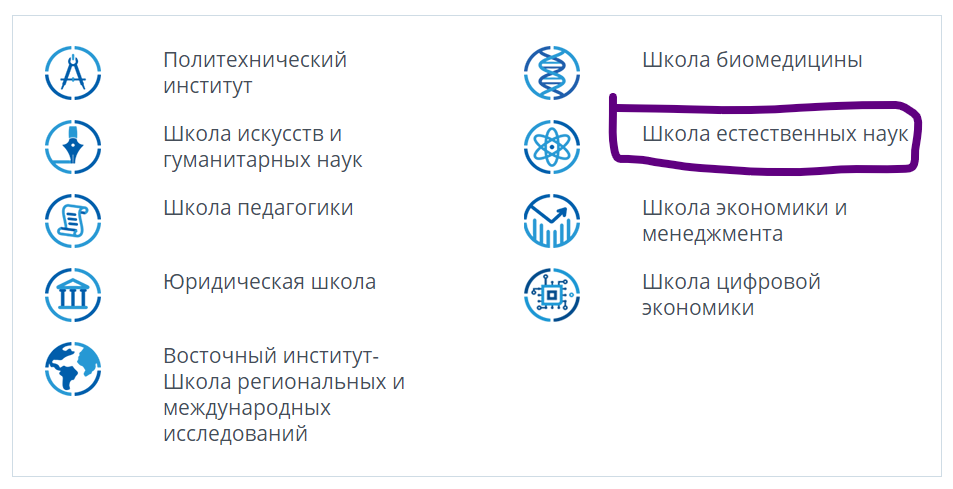 Политехнический
институт
Школа искусств и
гуманитарных наук
Школа педагогики
Юридическая школа
Восточный институт-
Школа региональных и
международных
исследований
Школа биомедицины
Школа естественных наук
Школа экономики и
менеджмента
Школа цифровой
экономики